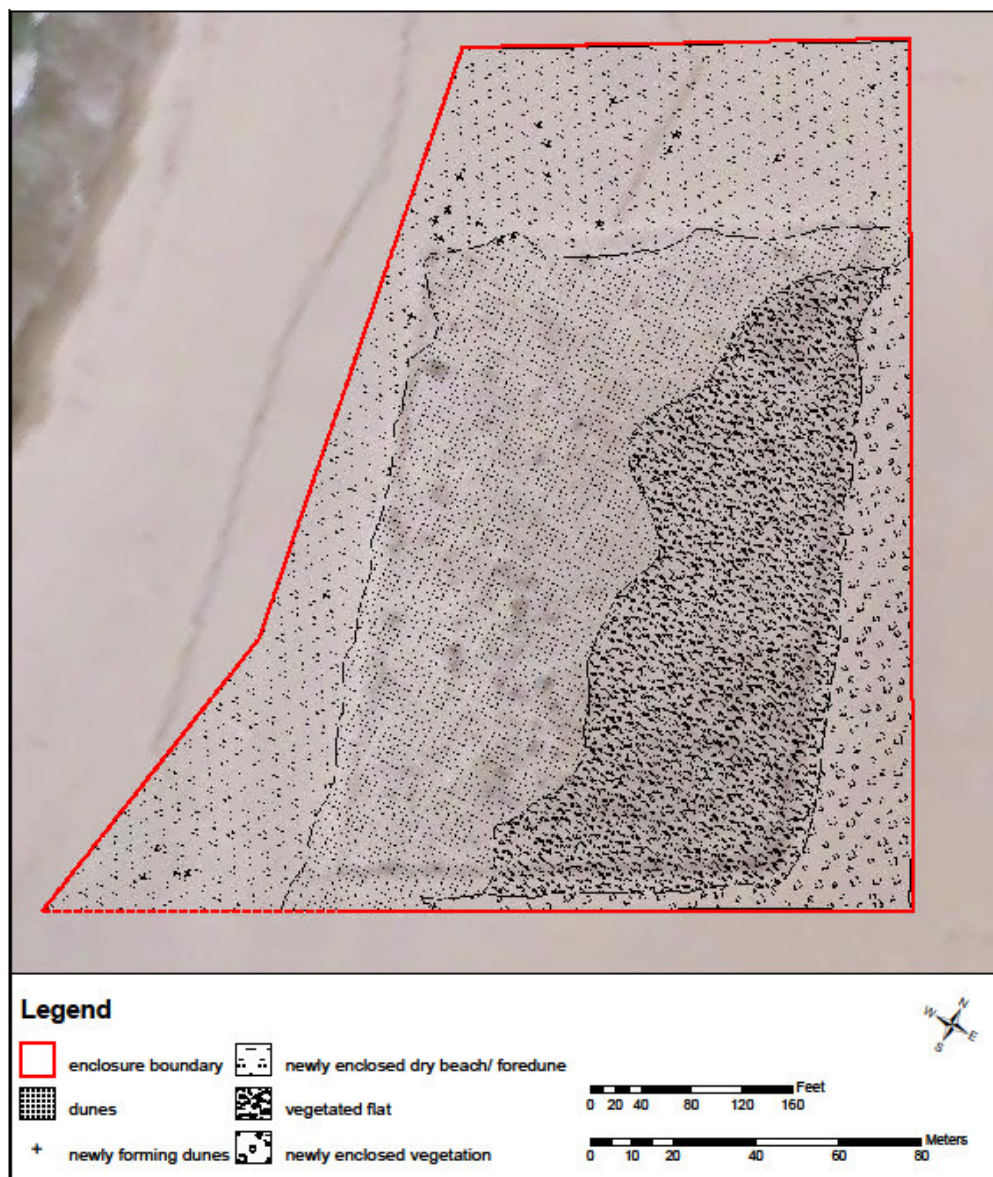 Legend
enclosure boundary
newly enclosed dry beach/ foredune
dunes
vegetated flat
newly forming dunes
newly enclosed vegetation
N
W
E
S
Feet
0 20 40 80 120 160
Meters
0 10 20 40 60 80